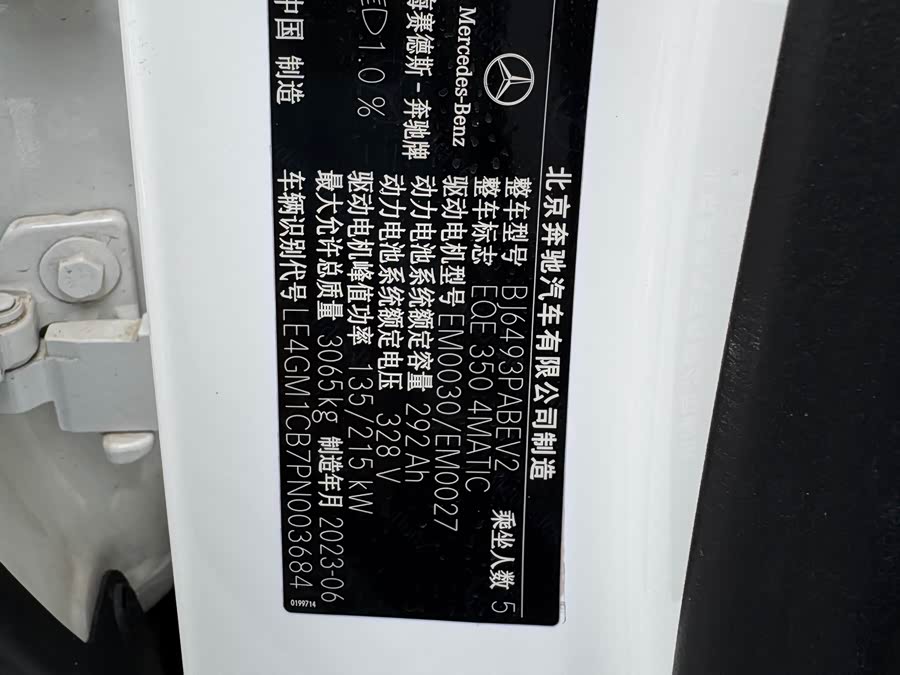 北京奔驰汽车有限公司制造
Mercedes-Benz
海赛德斯-奔驰牌
1.0 %
中国 制造
整车型号 BJ6493PABEV2 乘坐人数 5
整车标志 EQE 350 4MATIC
驱动电机型号 EM0030/EM0027
动力电池系统额定容量 292Ah
动力电池系统额定电压 328 V
驱动电机峰值功率 135/215 kW
最大允许总质量 3065kg 制造年月 2023-06
车辆识别代号 LE4GM1CB7PN003684
0199714